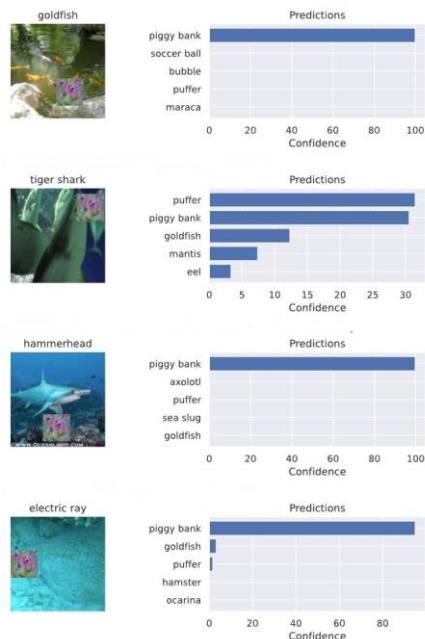 goldfish
Predictions
piggy bank
soccer ball
bubble
puffer
maraca
0 20 40 60 80 100
Confidence
tiger shark
Predictions
puffer
piggy bank
goldfish
mantis
eel
0 5 10 15 20 25 30
Confidence
hammerhead
Predictions
piggy bank
axolotl
puffer
sea slug
goldfish
0 20 40 60 80 100
Confidence
www.OceanLight.com
electric ray
Predictions
piggy bank
goldfish
puffer
hamster
ocarina
0 20 40 60 80
Confidence